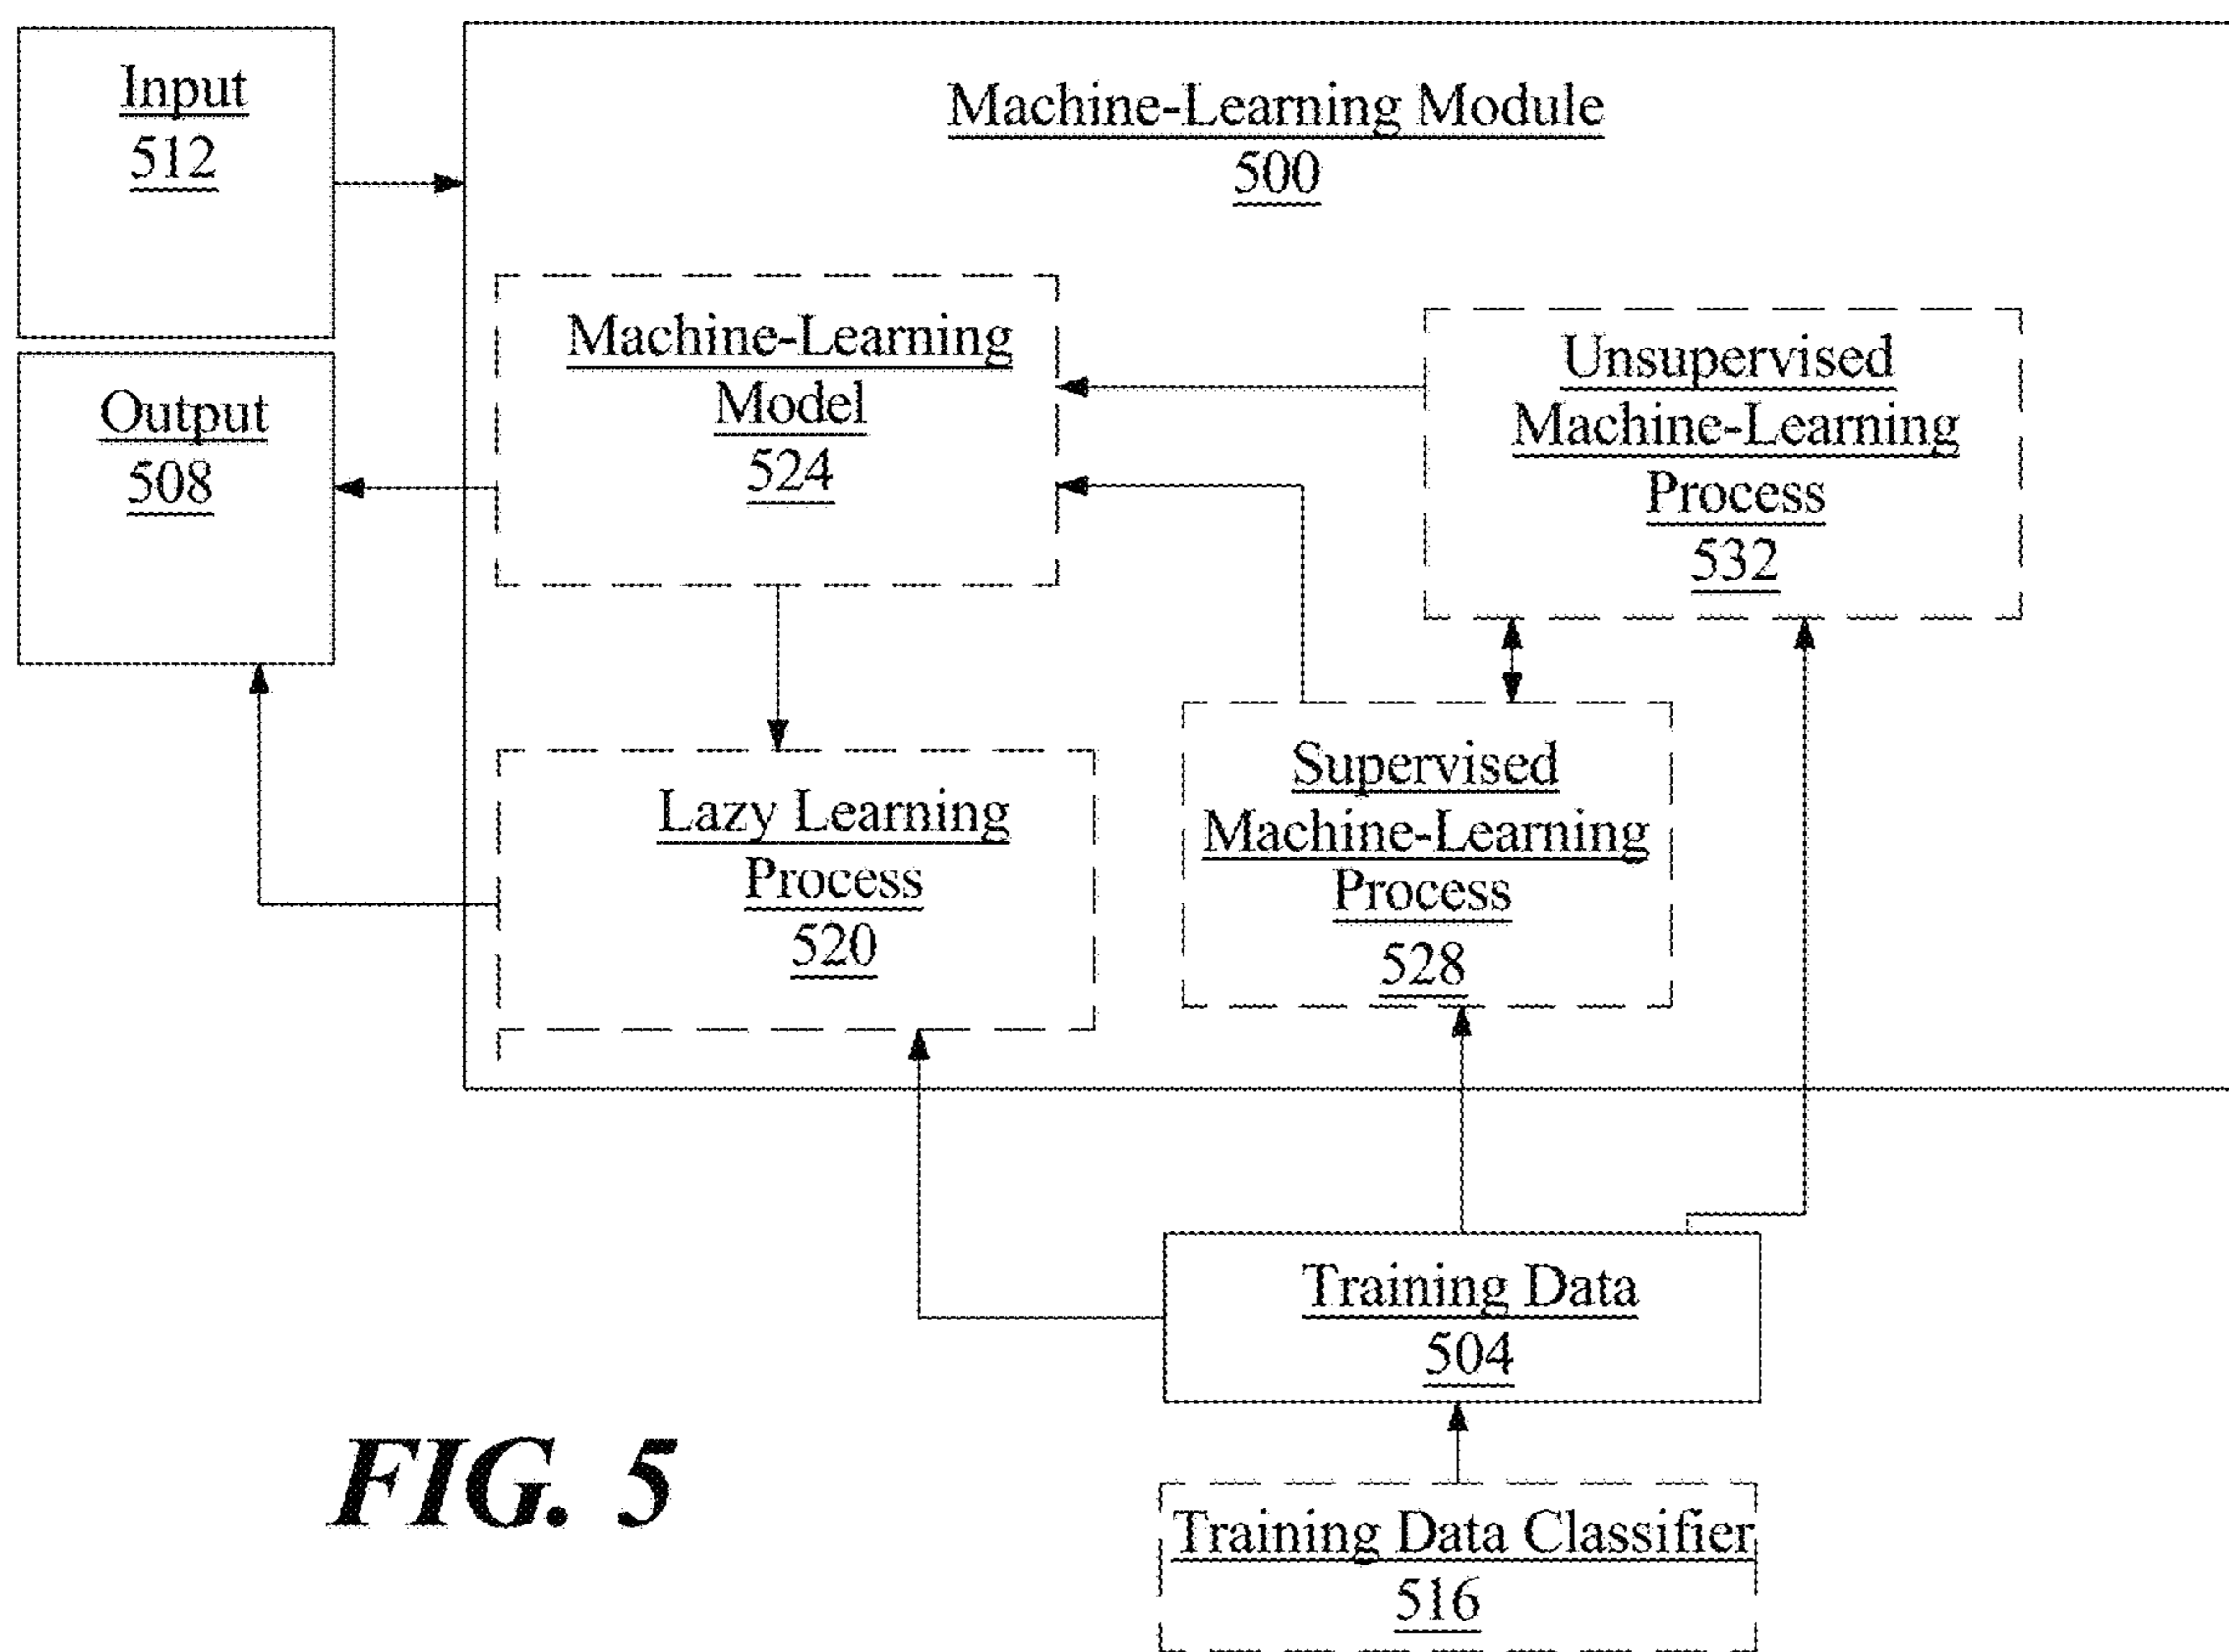 Input
512
Machine-Learning Module
500
Machine-Learning
Model
524
Unsupervised
Machine-Learning
Process
532
Output
508
Lazy Learning
Process
520
Supervised
Machine-Learning
Process
528
Training Data
504
Training Data Classifier
516
FIG. 5